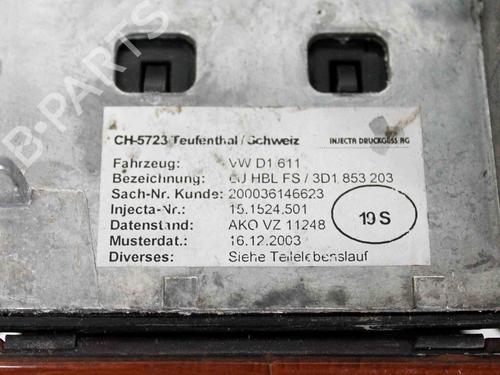 CH-5723 Teufenthal / Schweiz INJECTA DRUCKGUSS AG
Fahrzeug: VW D1 611
Bezeichnung: HBL FS / 3D1 853 203
Sach-Nr. Kunde: 200036146623
Injecta-Nr.: 15.1524.501
Datenstand: AKO VZ 11248
Musterdat.: 16.12.2003
Diverses: Siehe Teilelebenslauf
19 S
B-PARTS